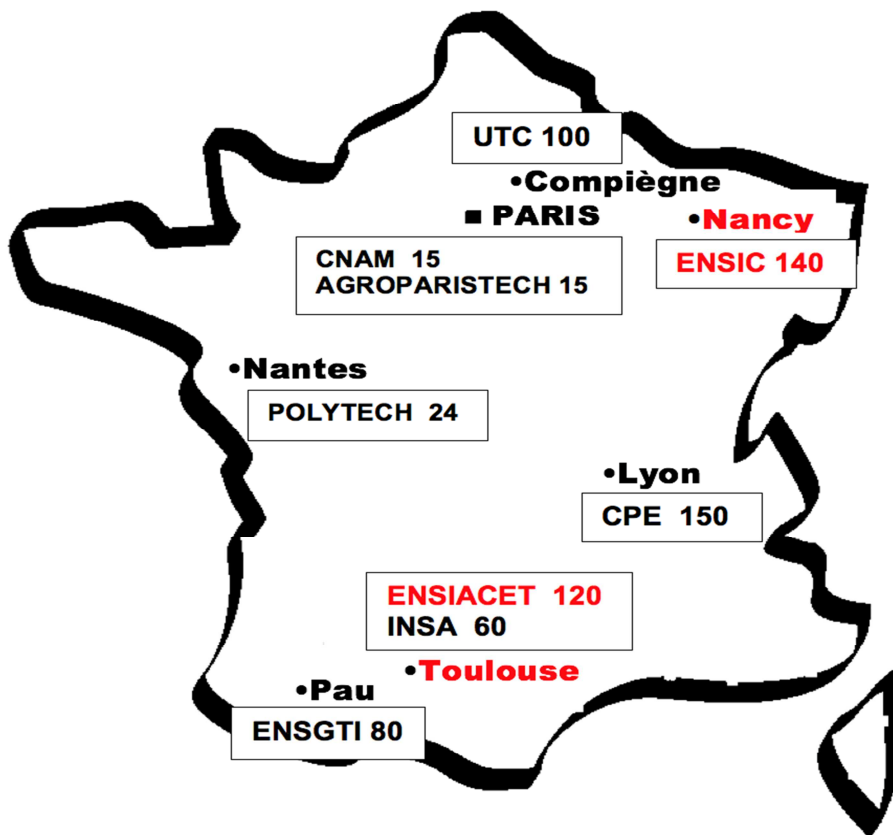 UTC 100
•Compiègne
■ PARIS
•Nancy
CNAM 15
AGROPARISTECH 15
ENSIC 140
•Nantes
POLYTECH 24
•Lyon
CPE 150
ENSIACET 120
INSA 60
•Toulouse
•Pau
ENSGTI 80